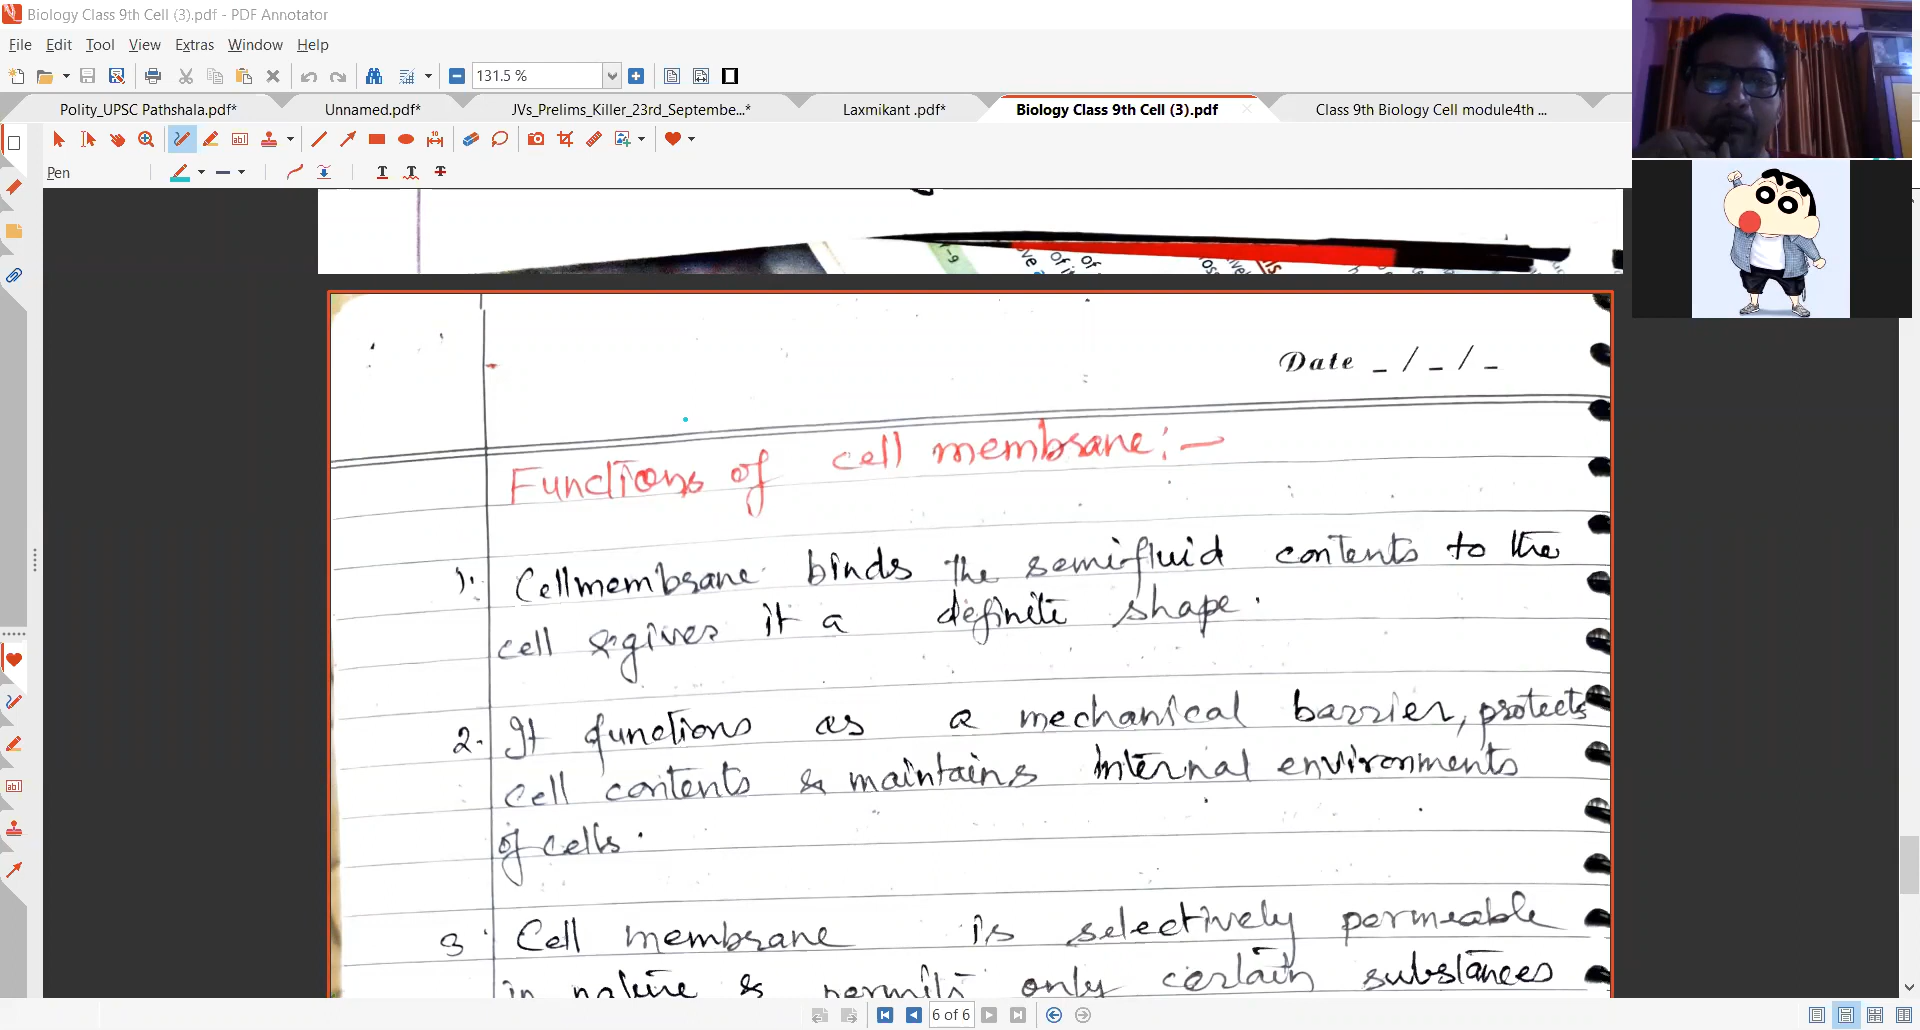 Biology Class 9th Cell (3).pdf - PDF Annotator
File Edit Tool View Extras Window Help
131.5 %
Polity_UPSC Pathshala.pdf* Unnamed.pdf* JVs_Prelims_Killer_23rd_Septembe...* Laxmikant .pdf* Biology Class 9th Cell (3).pdf Class 9th Biology Cell module4th ...
Pen
Date _ / _ / _
Functions of cell membrane:-
1). Cellmembrane binds the semifluid contents to the
cell & gives it a definite shape.
2. It functions as a mechanical barrier, protects
cell contents & maintains internal environments
of cells.
3. Cell membrane is selectively permeable
in nature & permits only certain substances
6 of 6